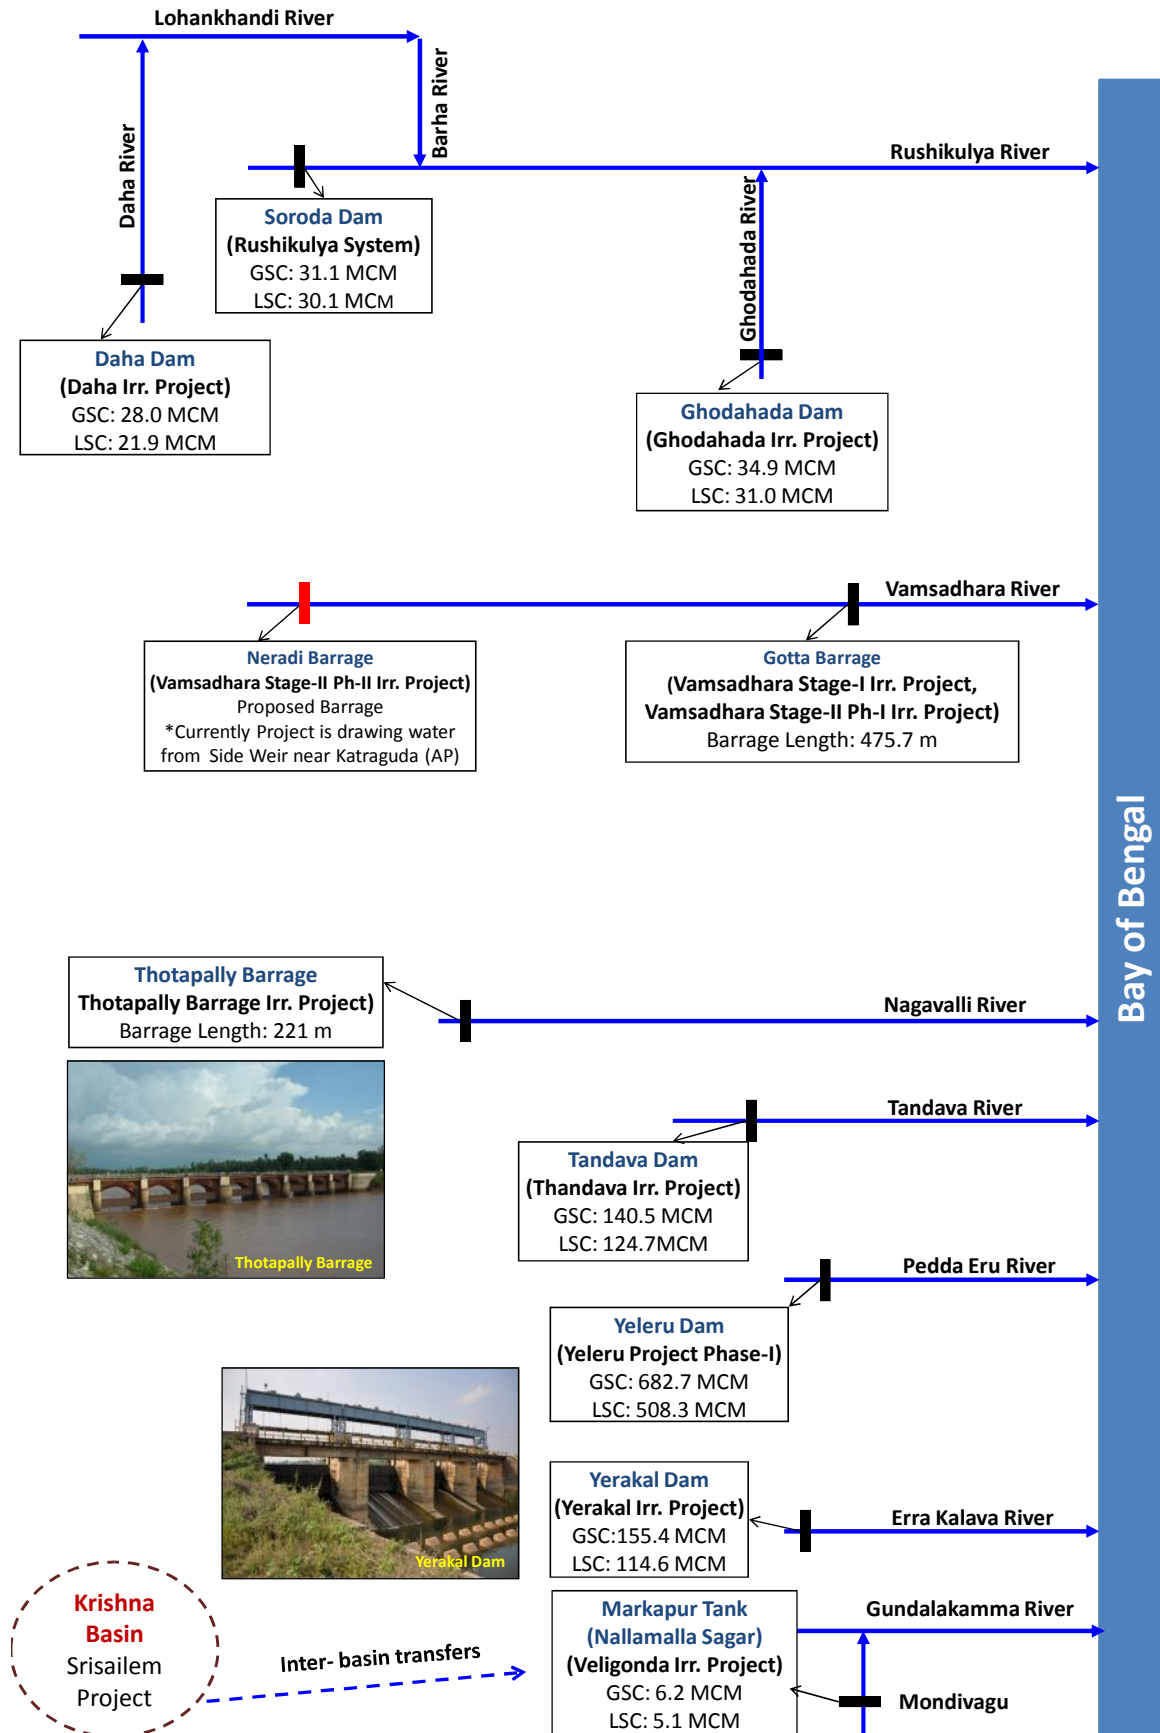 Lohankhandi River
Daha River
Barha River
Rushikulya River
Soroda Dam
(Rushikulya System)
GSC: 31.1 MCM
LSC: 30.1 MCM
Ghodahada River
Daha Dam
(Daha Irr. Project)
GSC: 28.0 MCM
LSC: 21.9 MCM
Ghodahada Dam
(Ghodahada Irr. Project)
GSC: 34.9 MCM
LSC: 31.0 MCM
Vamsadhara River
Neradi Barrage
(Vamsadhara Stage-II Ph-II Irr. Project)
Proposed Barrage
*Currently Project is drawing water
from Side Weir near Katraguda (AP)
Gotta Barrage
(Vamsadhara Stage-I Irr. Project,
Vamsadhara Stage-II Ph-I Irr. Project)
Barrage Length: 475.7 m
Bay of Bengal
Thotapally Barrage
Thotapally Barrage Irr. Project)
Barrage Length: 221 m
Nagavalli River
Thotapally Barrage
Tandava River
Tandava Dam
(Thandava Irr. Project)
GSC: 140.5 MCM
LSC: 124.7MCM
Pedda Eru River
Yeleru Dam
(Yeleru Project Phase-I)
GSC: 682.7 MCM
LSC: 508.3 MCM
Yerakal Dam
Yerakal Dam
(Yerakal Irr. Project)
GSC:155.4 MCM
LSC: 114.6 MCM
Erra Kalava River
Krishna
Basin
Srisailem
Project
Inter- basin transfers
Markapur Tank
(Nallamalla Sagar)
(Veligonda Irr. Project)
GSC: 6.2 MCM
LSC: 5.1 MCM
Gundalakamma River
Mondivagu